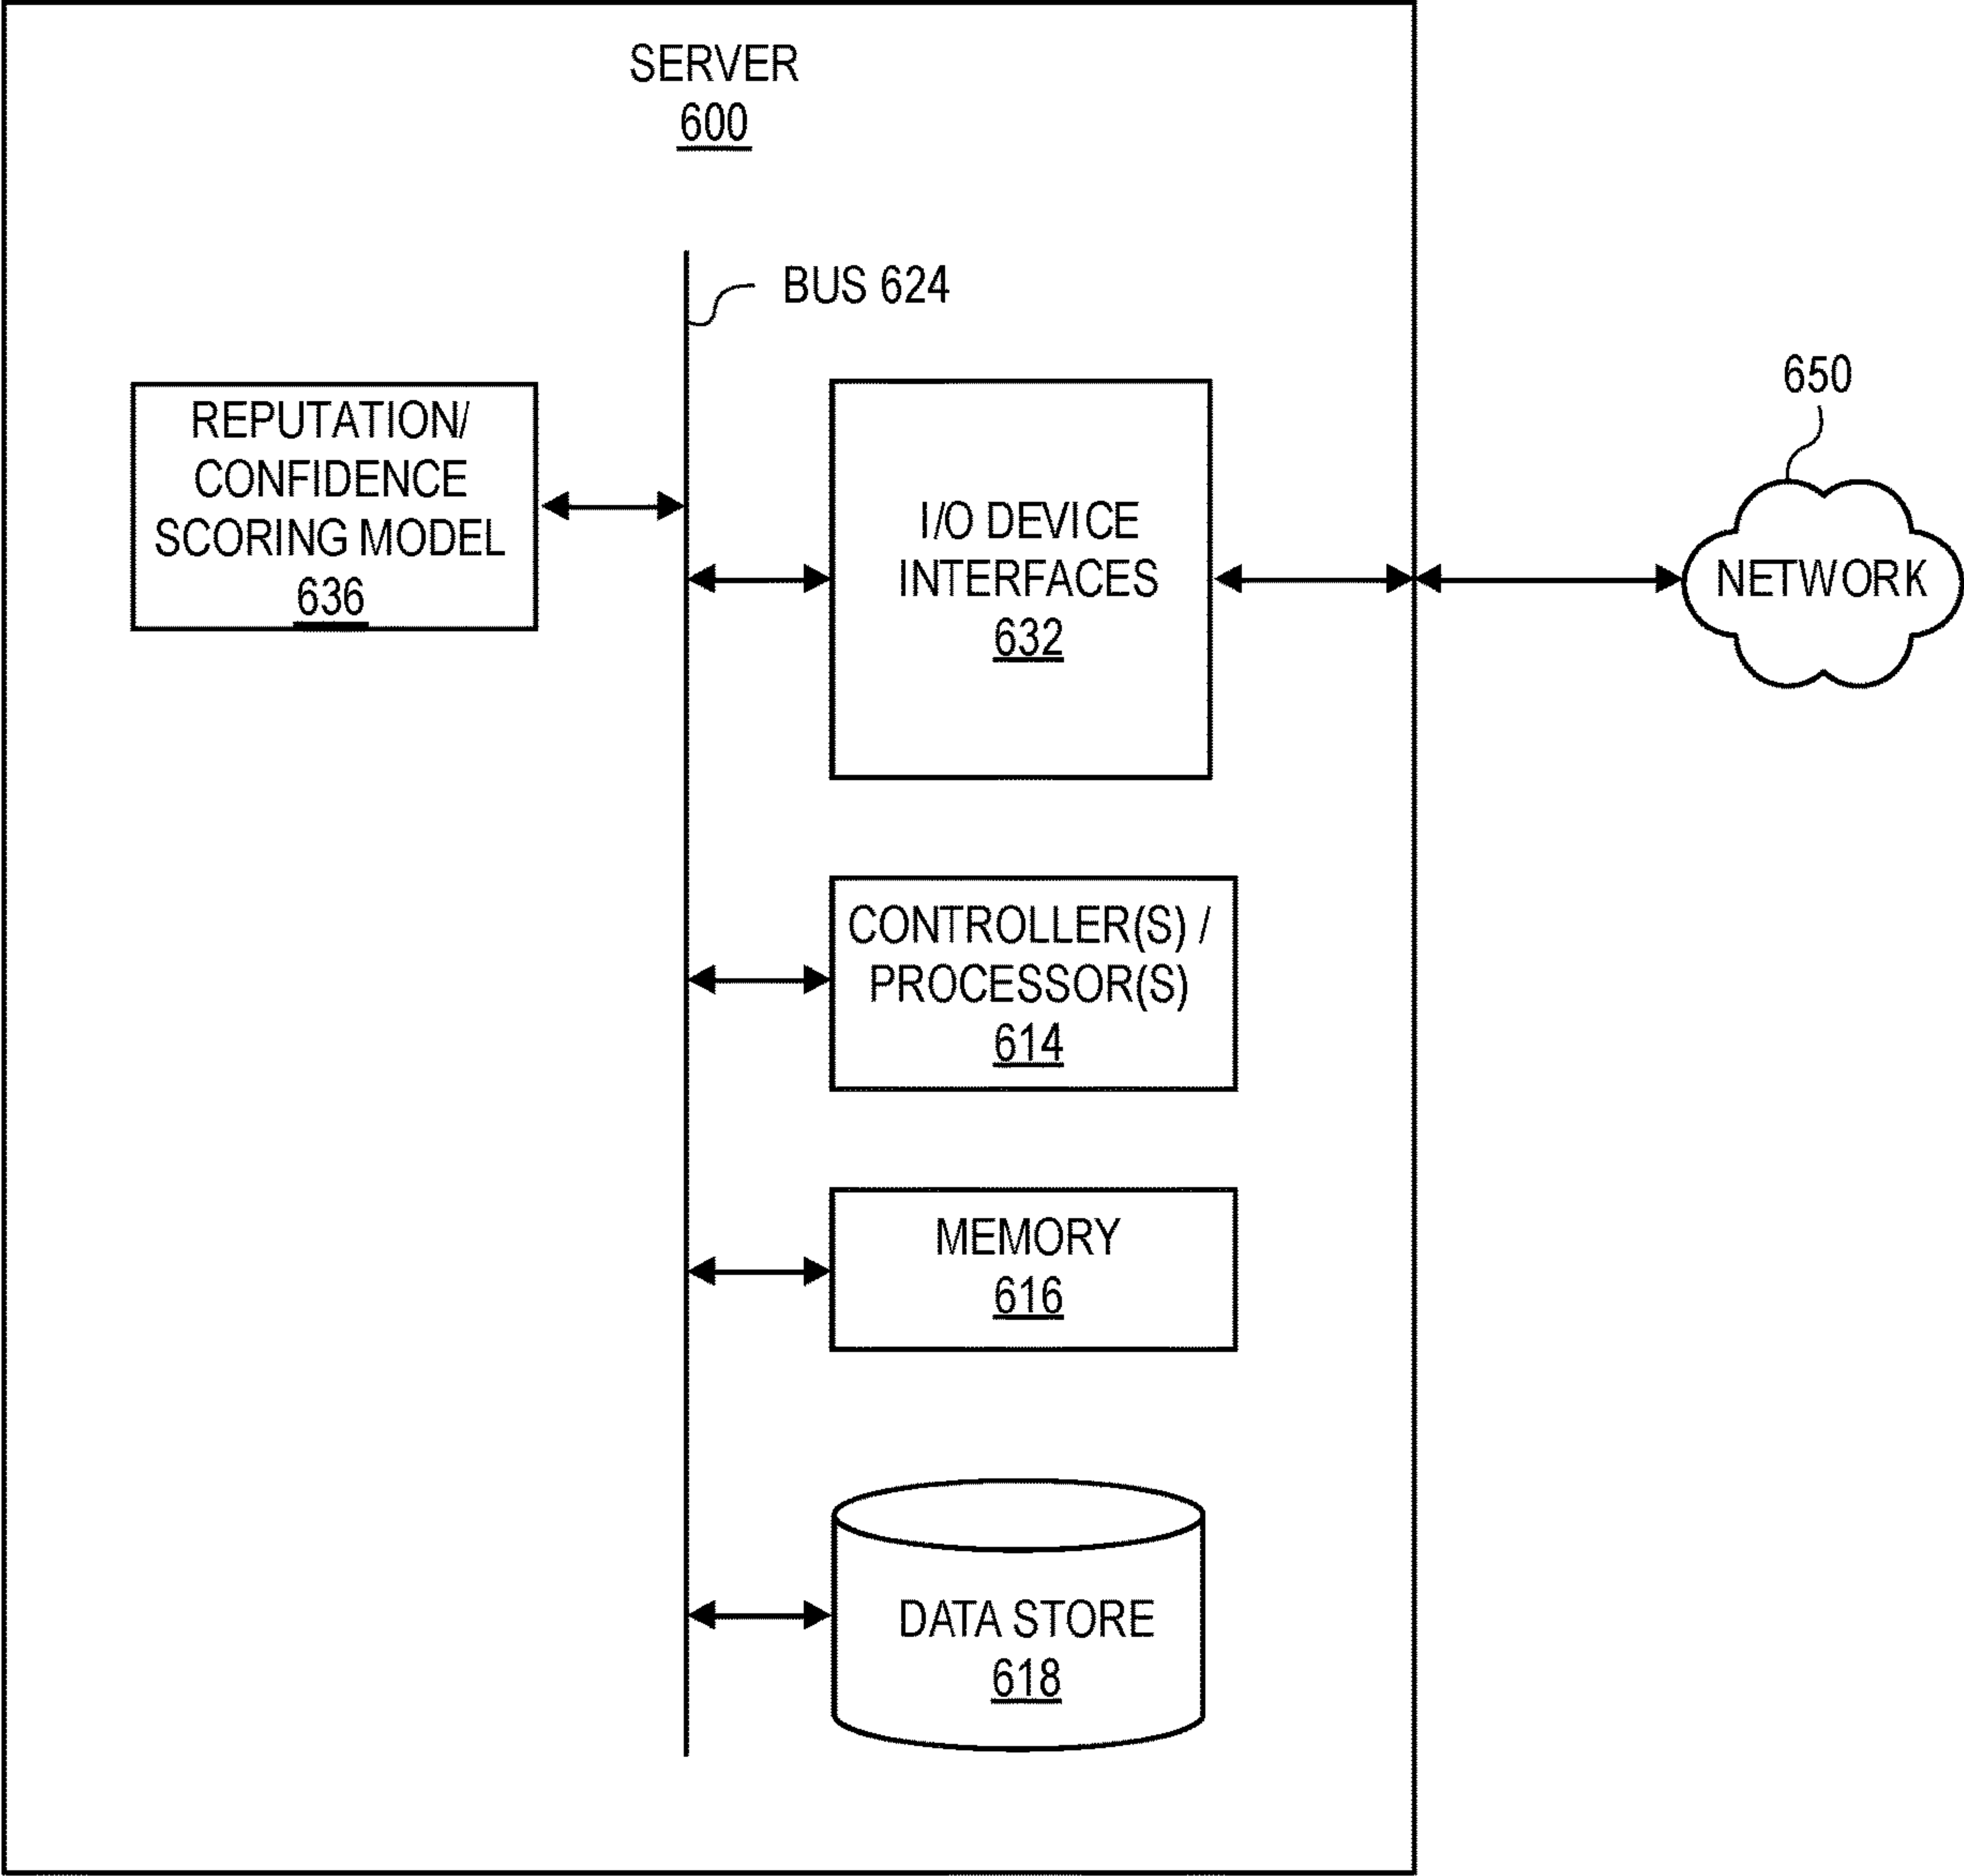 SERVER
600
BUS 624
REPUTATION/
CONFIDENCE
SCORING MODEL
636
I/O DEVICE
INTERFACES
632
650
NETWORK
CONTROLLER(S) /
PROCESSOR(S)
614
MEMORY
616
DATA STORE
618